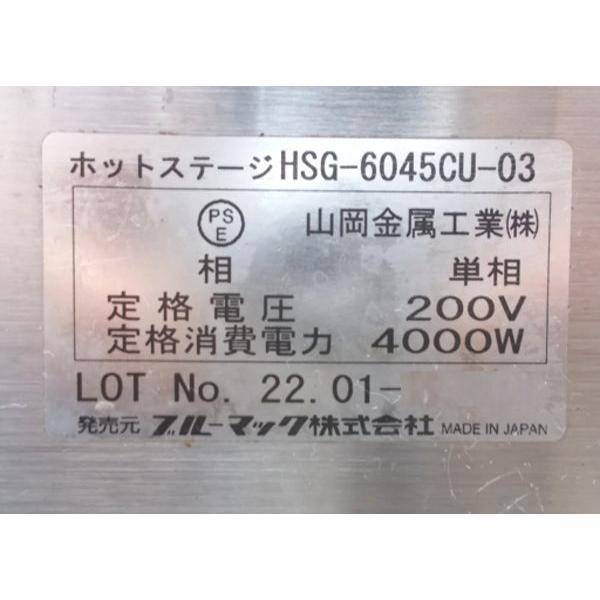 ホットステージHSG-6045CU-03
PS
E
山岡金属工業(株)
相 単相
定格電圧 200V
定格消費電力 4000W
LOT No. 22.01-
発売元 ブルーマック株式会社 MADE IN JAPAN